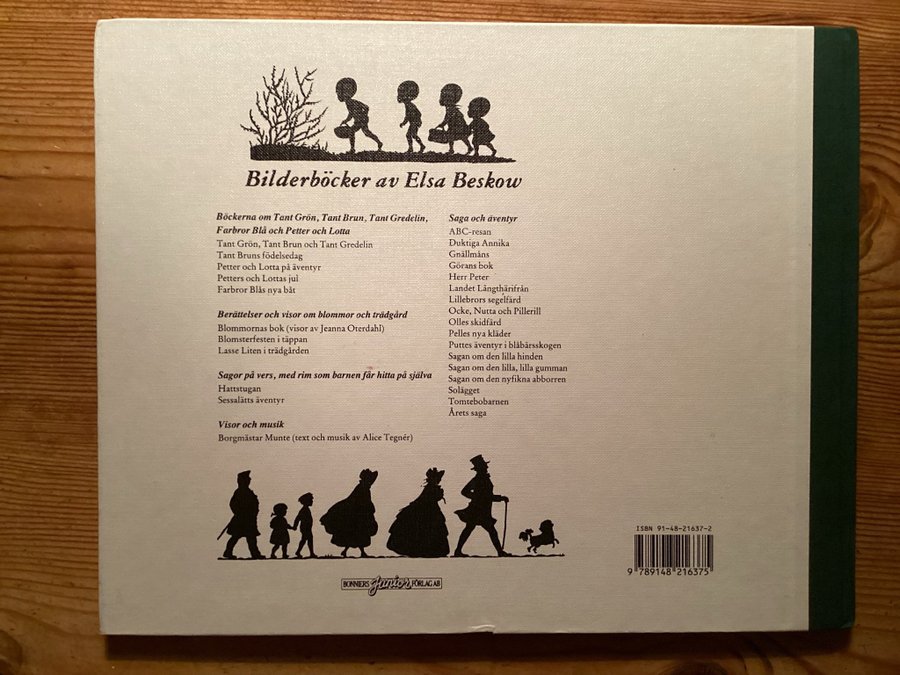 Bilderböcker av Elsa Beskow
Böckerna om Tant Grön, Tant Brun, Tant Gredelin,
Farbror Blå och Petter och Lotta
Tant Grön, Tant Brun och Tant Gredelin
Tant Bruns födelsedag
Petter och Lotta på äventyr
Petters och Lottas jul
Farbror Blås nya båt
Berättelser och visor om blommor och trädgård
Blommornas bok (visor av Jeanna Oterdahl)
Blomsterfesten i täppan
Lasse Liten i trädgården
Sagor på vers, med rim som barnen får hitta på själva
Hattstugan
Sessalätts äventyr
Visor och musik
Borgmästar Munte (text och musik av Alice Tegnér)
Saga och äventyr
ABC-resan
Duktiga Annika
Gnällmåns
Görans bok
Herr Peter
Landet Långthärifrån
Lillebrors segelfärd
Ocke, Nutta och Pillerill
Olles skidfärd
Pelles nya kläder
Puttes äventyr i blåbärsskogen
Sagan om den lilla hinden
Sagan om den lilla, lilla gumman
Sagan om den nyfikna abborren
Solägget
Tomtebobarnen
Årets saga
ISBN 91-48-21637-2
9 789148 216375
BONNIERS Junior FÖRLAG AB